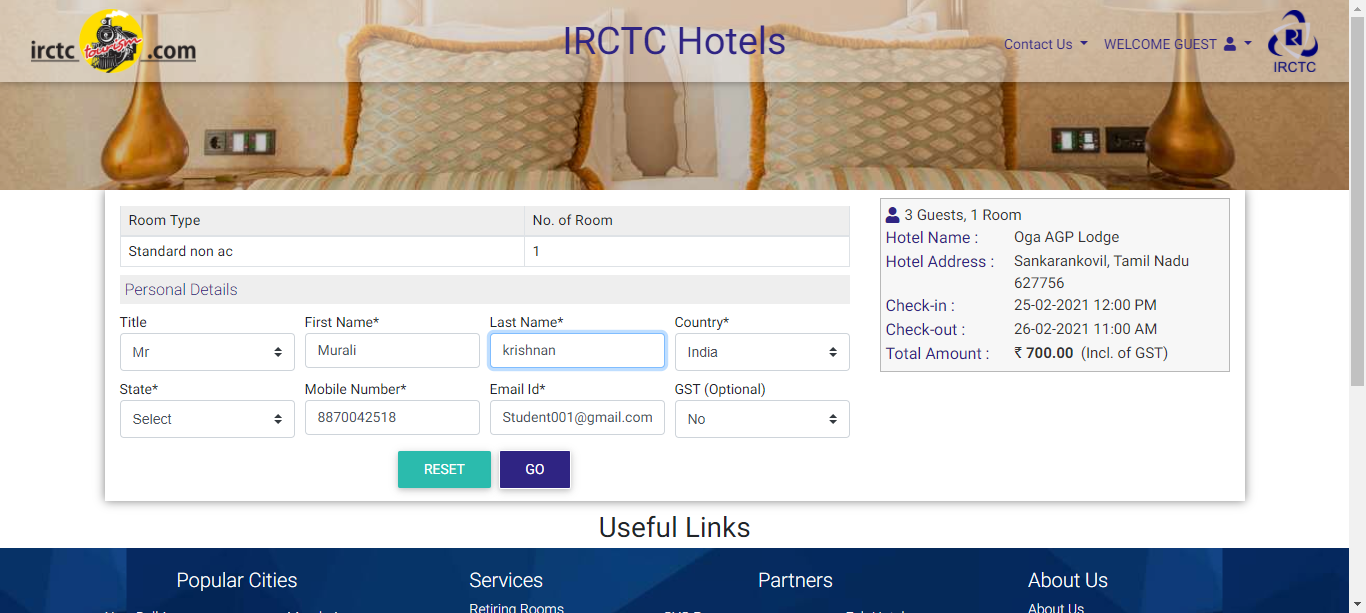 irctc tourism .com
IRCTC Hotels
Contact Us
WELCOME GUEST
IRCTC
Room Type No. of Room
Standard non ac 1
Personal Details
Title First Name* Last Name* Country*
Mr Murali krishnan India
State* Mobile Number* Email Id* GST (Optional)
Select 8870042518 Student001@gmail.com No
RESET GO
3 Guests, 1 Room
Hotel Name : Oga AGP Lodge
Hotel Address : Sankarankovil, Tamil Nadu
627756
Check-in : 25-02-2021 12:00 PM
Check-out : 26-02-2021 11:00 AM
Total Amount : ₹ 700.00 (Incl. of GST)
Useful Links
Popular Cities Services Partners About Us
Retiring Rooms About Us